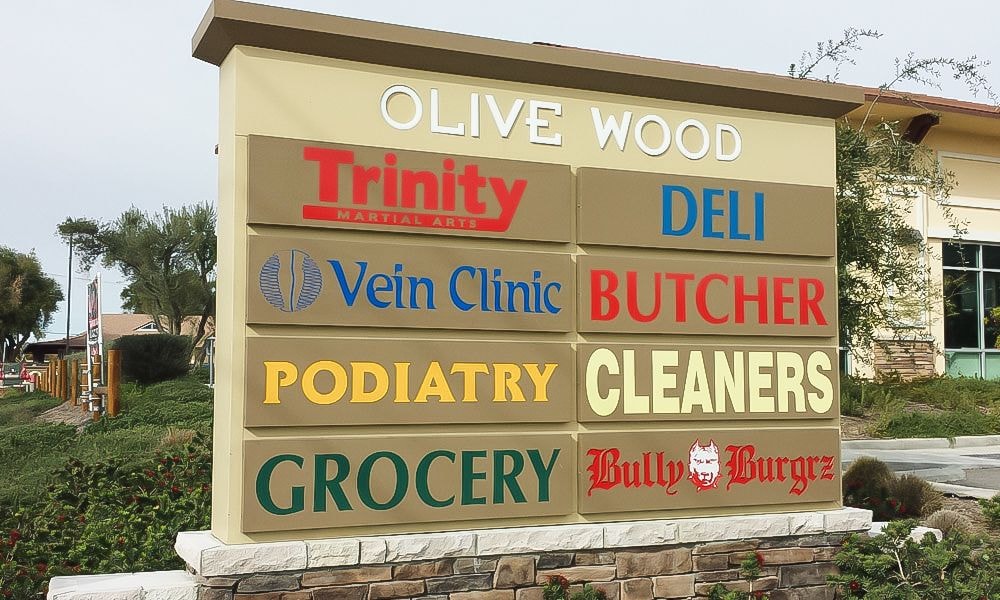 OLIVE WOOD
Trinity
MARTIAL ARTS
DELI
Vein Clinic
BUTCHER
PODIATRY
CLEANERS
GROCERY
Bully Burgrz